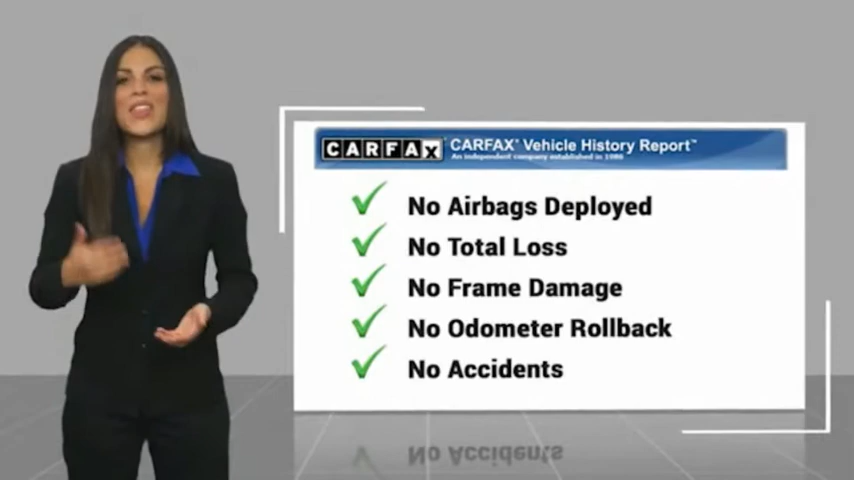 CARFAX CARFAX™ Vehicle History Report™
An independent company established in 1986
No Airbags Deployed
No Total Loss
No Frame Damage
No Odometer Rollback
No Accidents
No Accidents